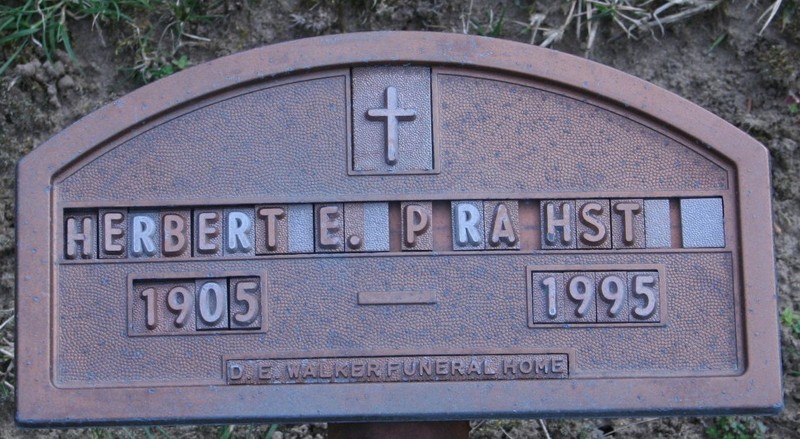 HERBERT E. PRAHST
1905 — 1995
D. E. WALKER FUNERAL HOME